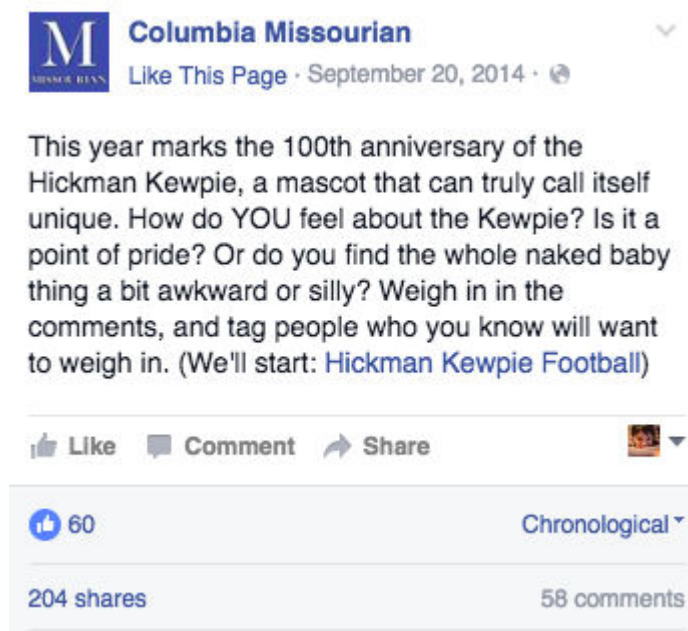 M
MISSOURIAN
Columbia Missourian
Like This Page · September 20, 2014 ·
This year marks the 100th anniversary of the
Hickman Kewpie, a mascot that can truly call itself
unique. How do YOU feel about the Kewpie? Is it a
point of pride? Or do you find the whole naked baby
thing a bit awkward or silly? Weigh in in the
comments, and tag people who you know will want
to weigh in. (We'll start: Hickman Kewpie Football)
Like Comment Share
60 Chronological
204 shares 58 comments